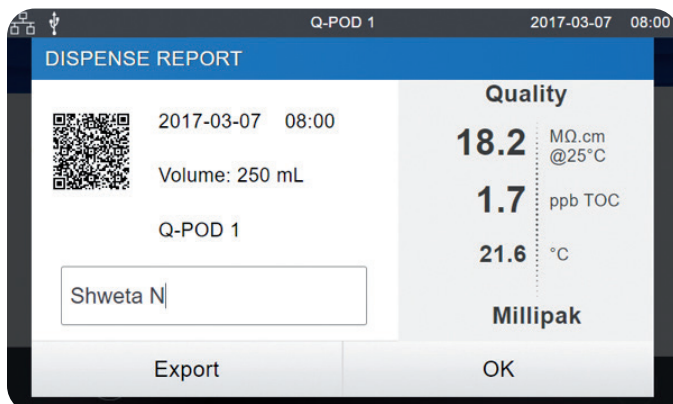 Q-POD 1 2017-03-07 08:00
DISPENSE REPORT
2017-03-07 08:00
Volume: 250 mL
Q-POD 1
Shweta N
Quality
18.2 MΩ.cm @25°C
1.7 ppb TOC
21.6 °C
Millipak
Export OK